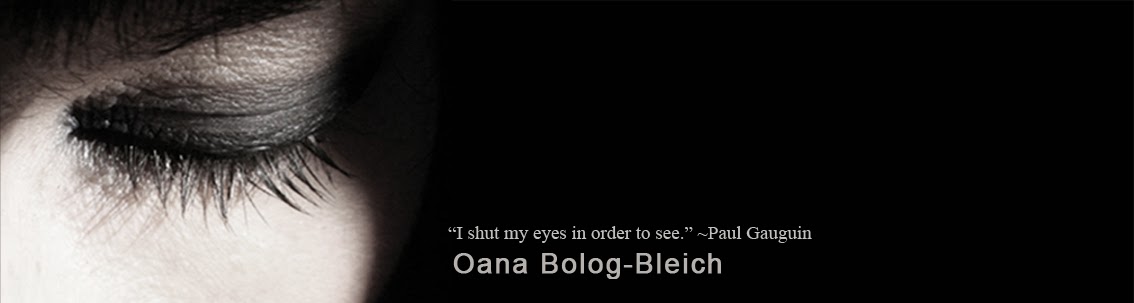 “I shut my eyes in order to see.” ~Paul Gauguin
Oana Bolog-Bleich